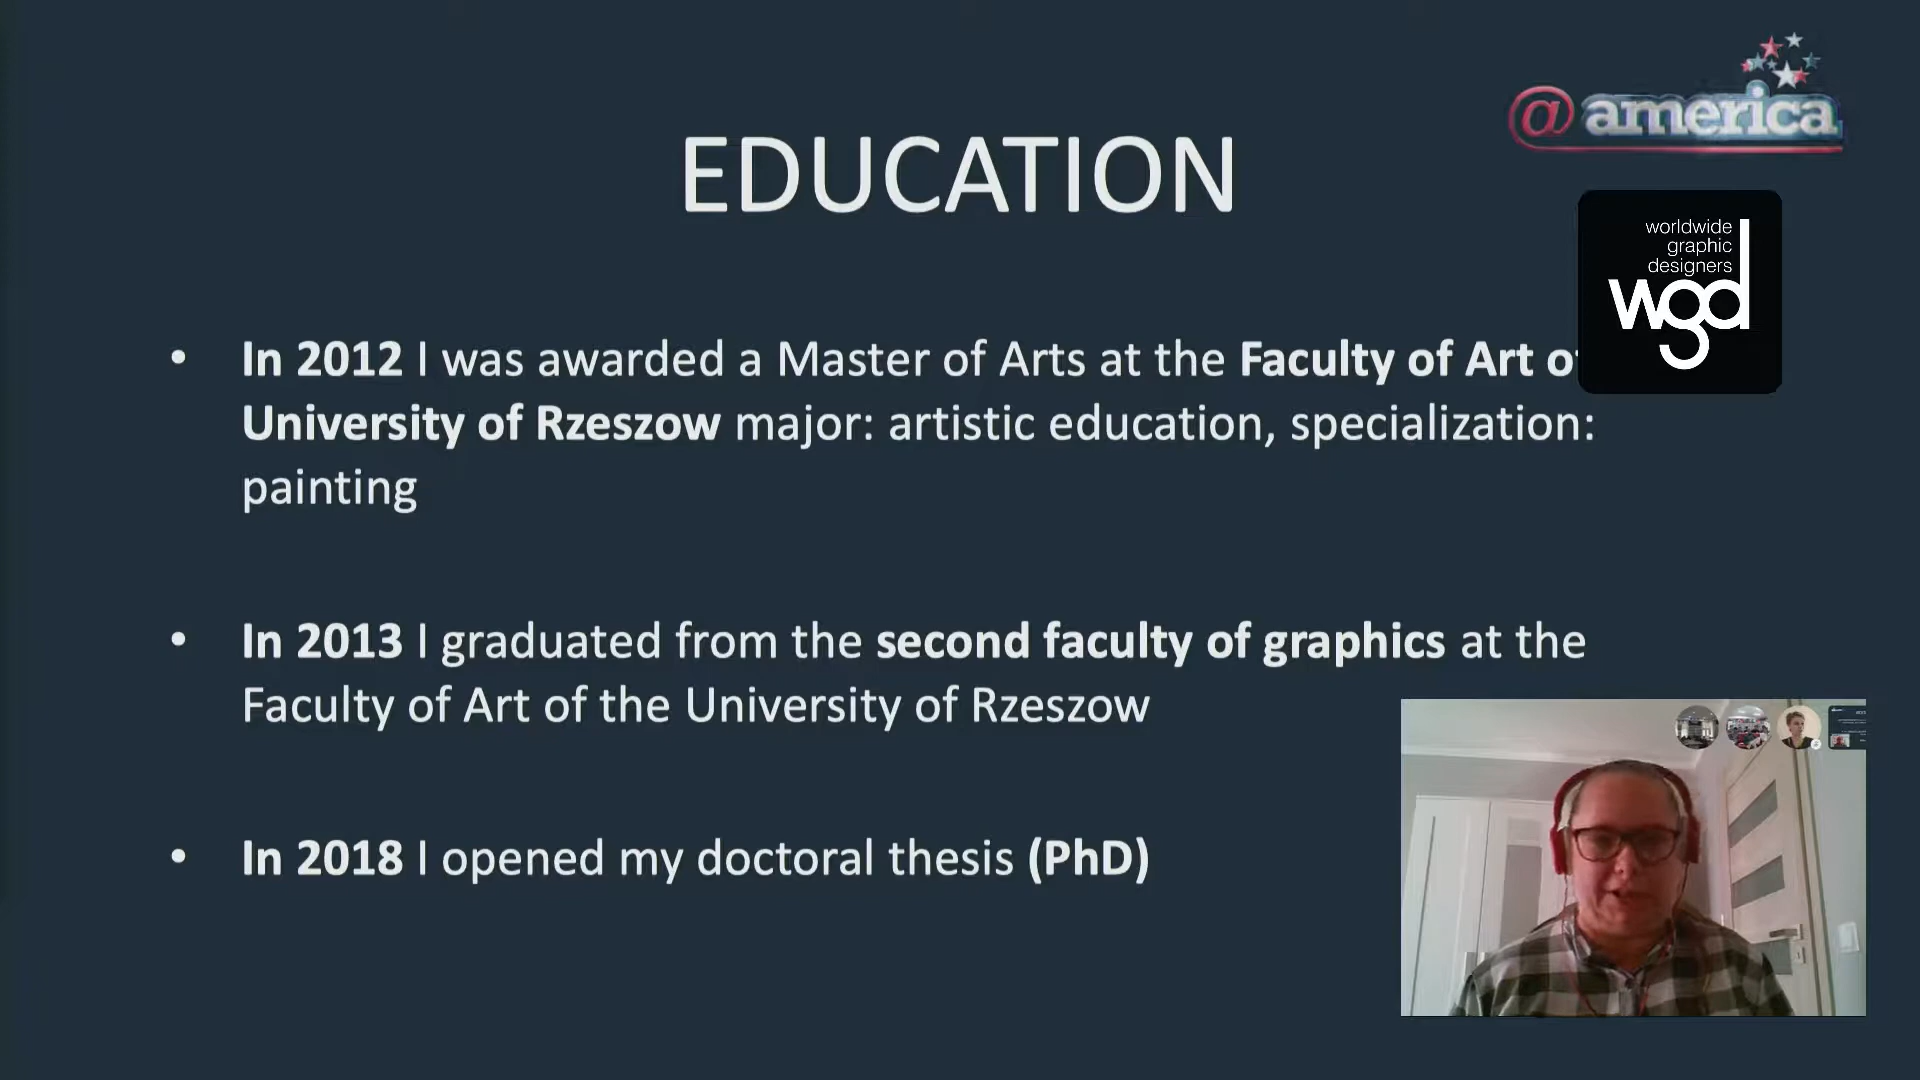 @america
EDUCATION
worldwide
graphic
designers
wgd
• In 2012 I was awarded a Master of Arts at the Faculty of Art
University of Rzeszow major: artistic education, specialization:
painting
• In 2013 I graduated from the second faculty of graphics at the
Faculty of Art of the University of Rzeszow
• In 2018 I opened my doctoral thesis (PhD)